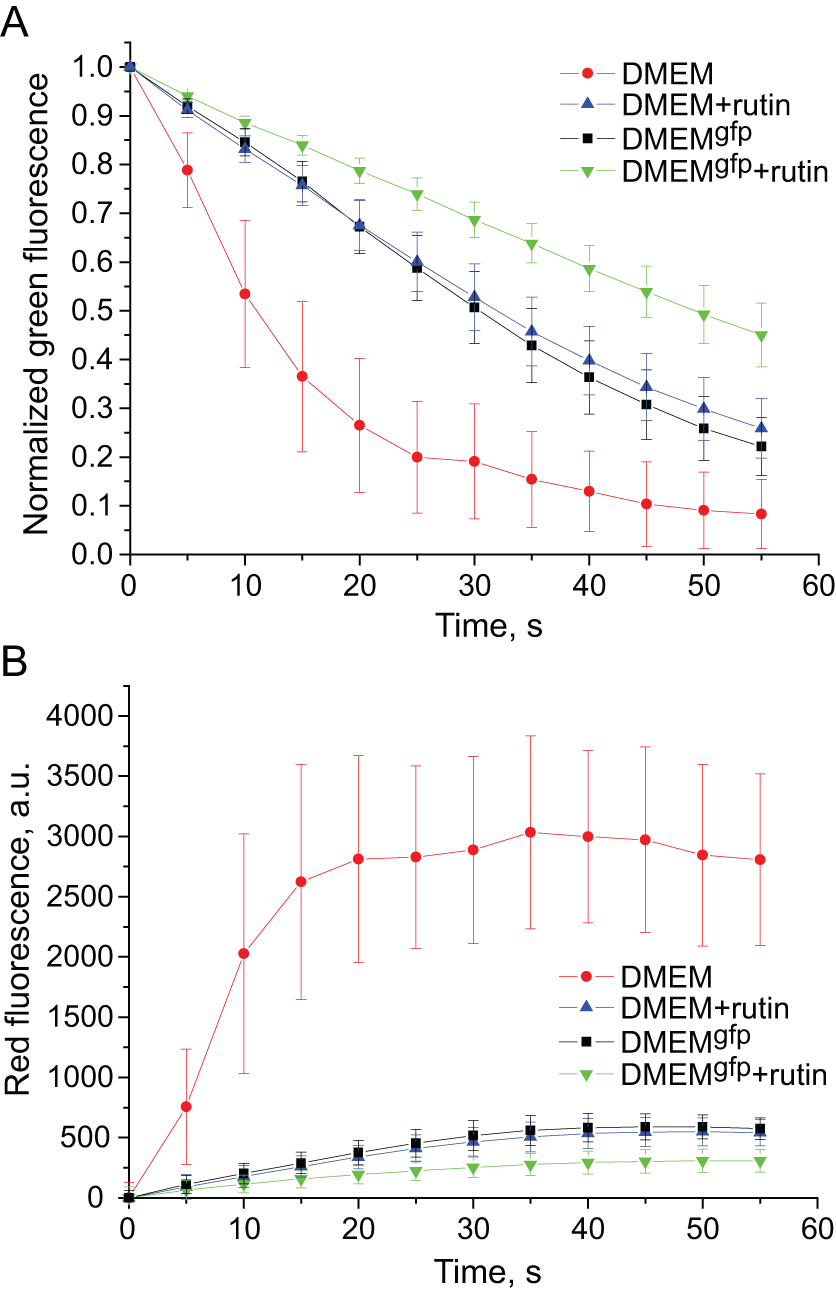 A
Normalized green fluorescence
1.0
0.9
0.8
0.7
0.6
0.5
0.4
0.3
0.2
0.1
0.0
DMEM
DMEM+rutin
DMEMgfp
DMEMgfp+rutin
0 10 20 30 40 50 60
Time, s
B
Red fluorescence, a.u.
4000
3500
3000
2500
2000
1500
1000
500
0
DMEM
DMEM+rutin
DMEMgfp
DMEMgfp+rutin
0 10 20 30 40 50 60
Time, s